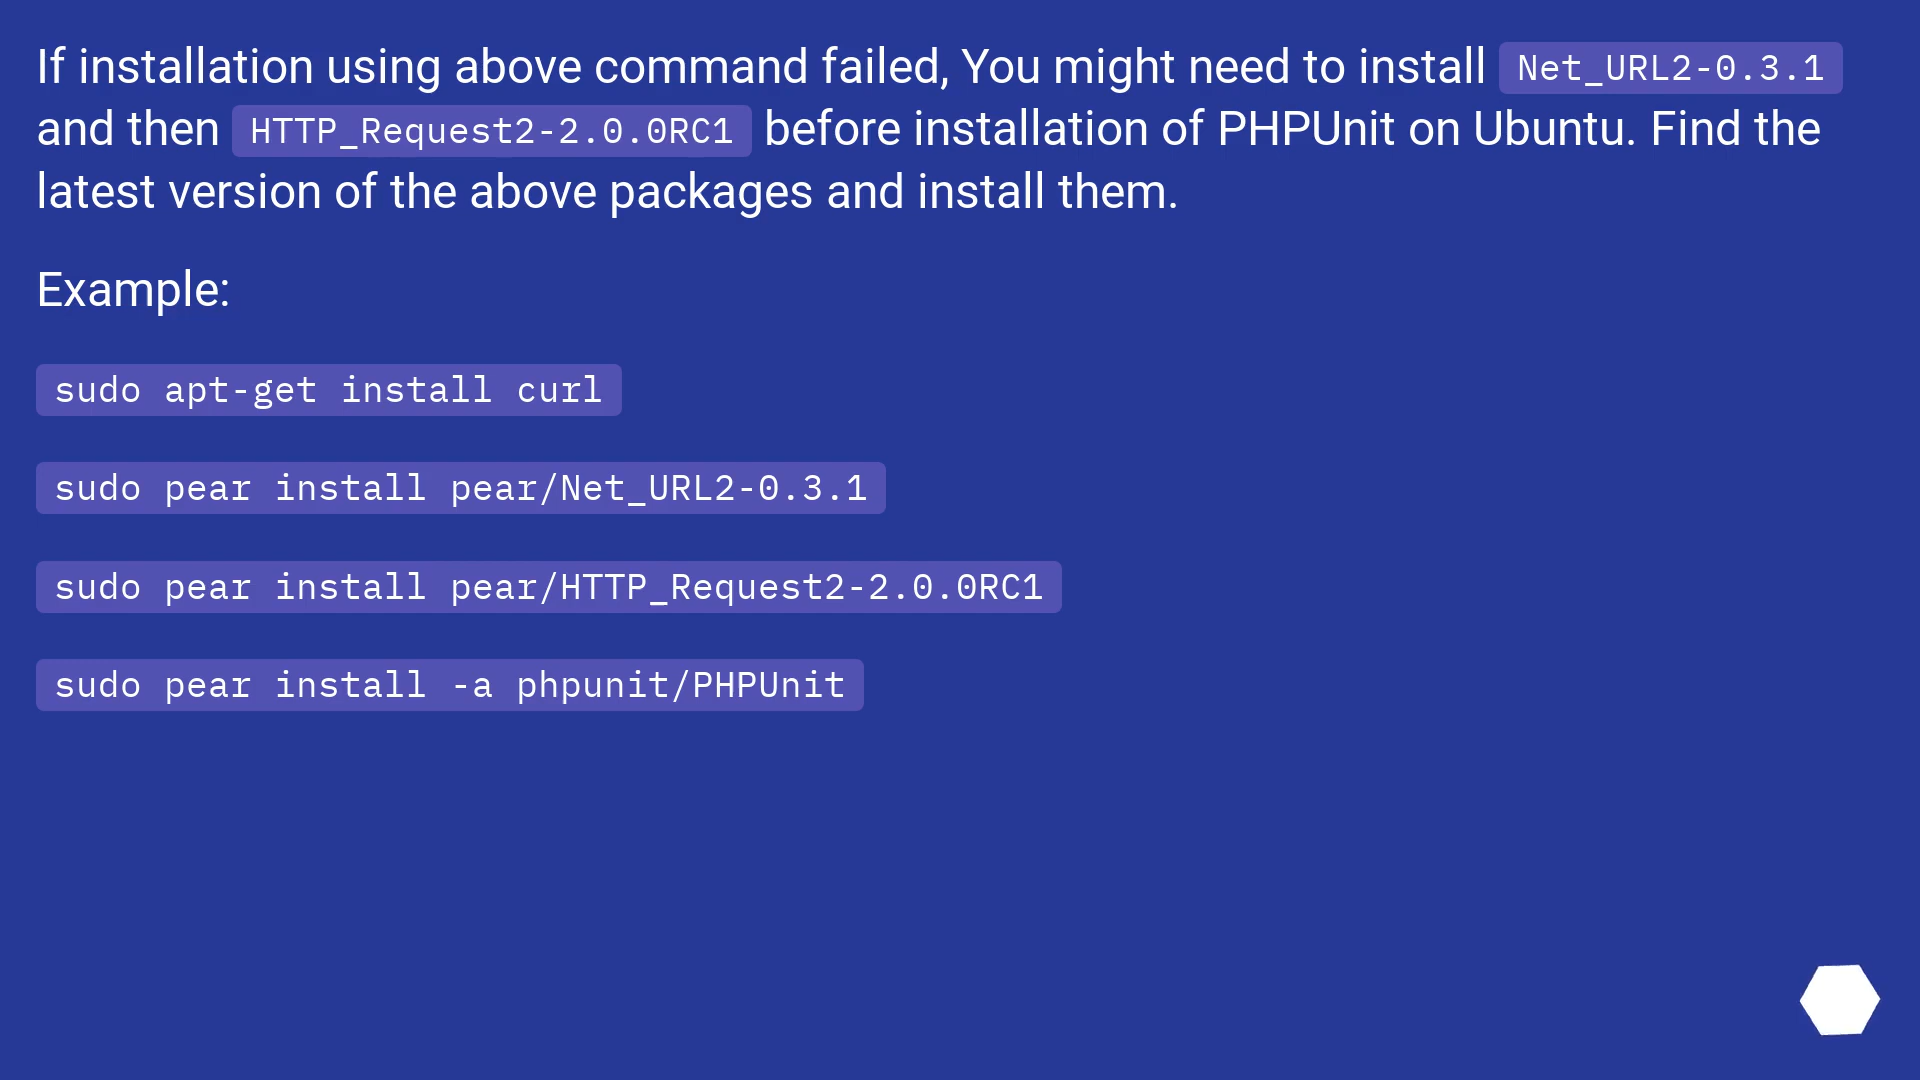 If installation using above command failed, You might need to install Net_URL2-0.3.1
and then HTTP_Request2-2.0.0RC1 before installation of PHPUnit on Ubuntu. Find the
latest version of the above packages and install them.
Example:
sudo apt-get install curl
sudo pear install pear/Net_URL2-0.3.1
sudo pear install pear/HTTP_Request2-2.0.0RC1
sudo pear install -a phpunit/PHPUnit